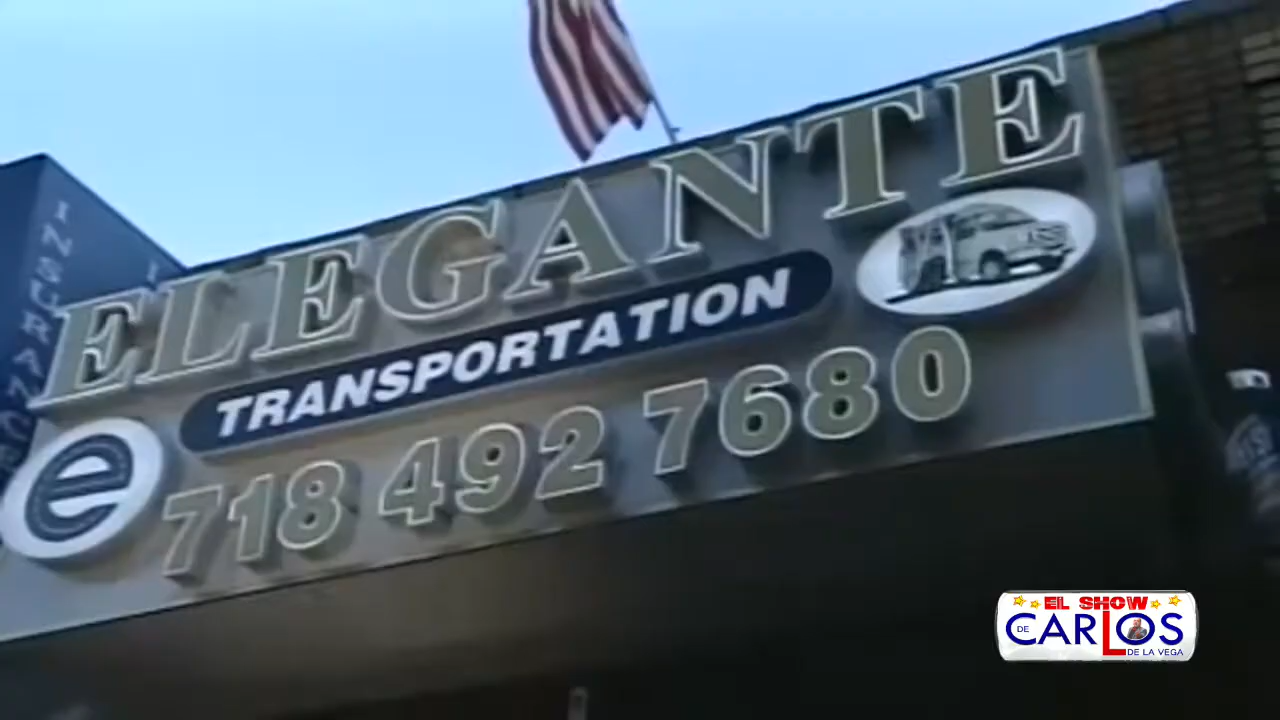 INSURANCE
ELEGANTE
TRANSPORTATION
e
718 492 7680
EL SHOW
DE CARLOS
DE LA VEGA